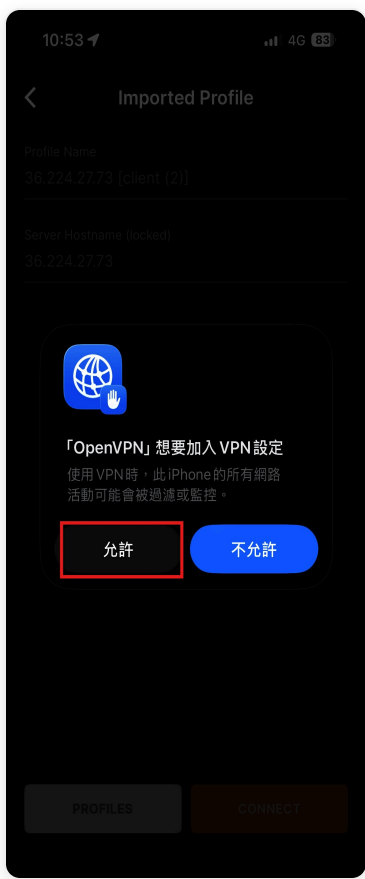 10:53
4G
83
Imported Profile
Profile Name
36.224.27.73 [client (2)]
Server Hostname (locked)
36.224.27.73
「OpenVPN」想要加入 VPN 設定
使用 VPN 時，此 iPhone 的所有網路
活動可能會被過濾或監控。
允許
不允許
PROFILES
CONNECT